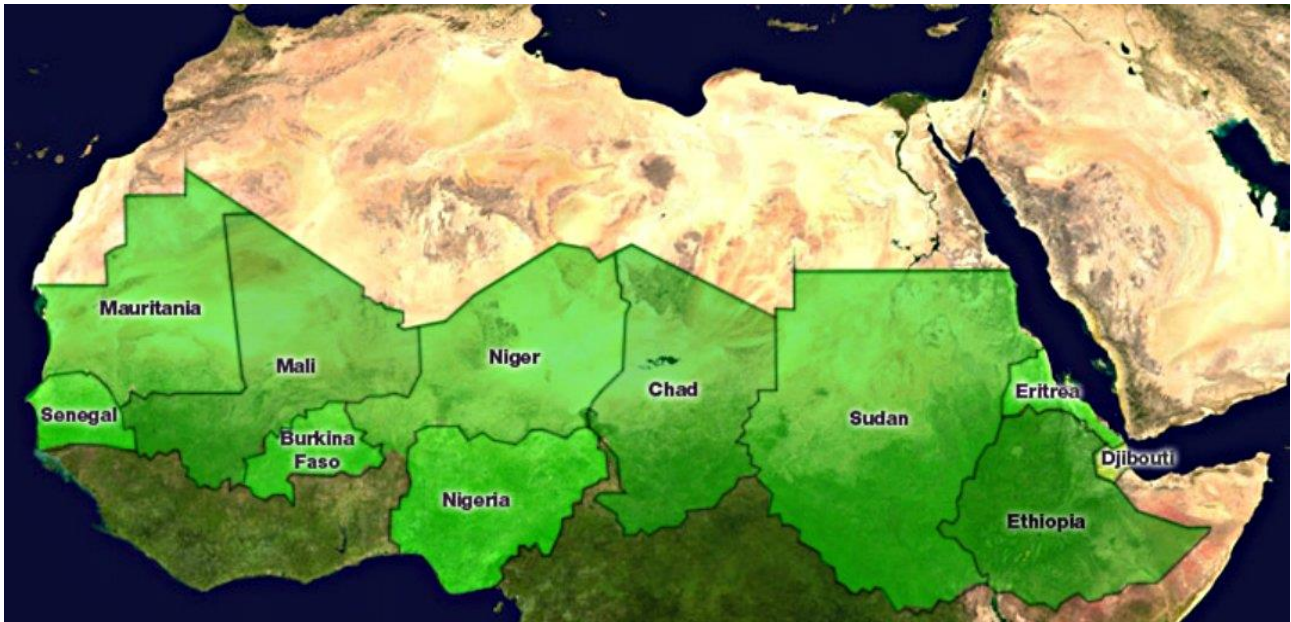 Mauritania
Mali
Niger
Chad
Sudan
Eritrea
Senegal
Burkina
Faso
Djibouti
Nigeria
Ethiopia